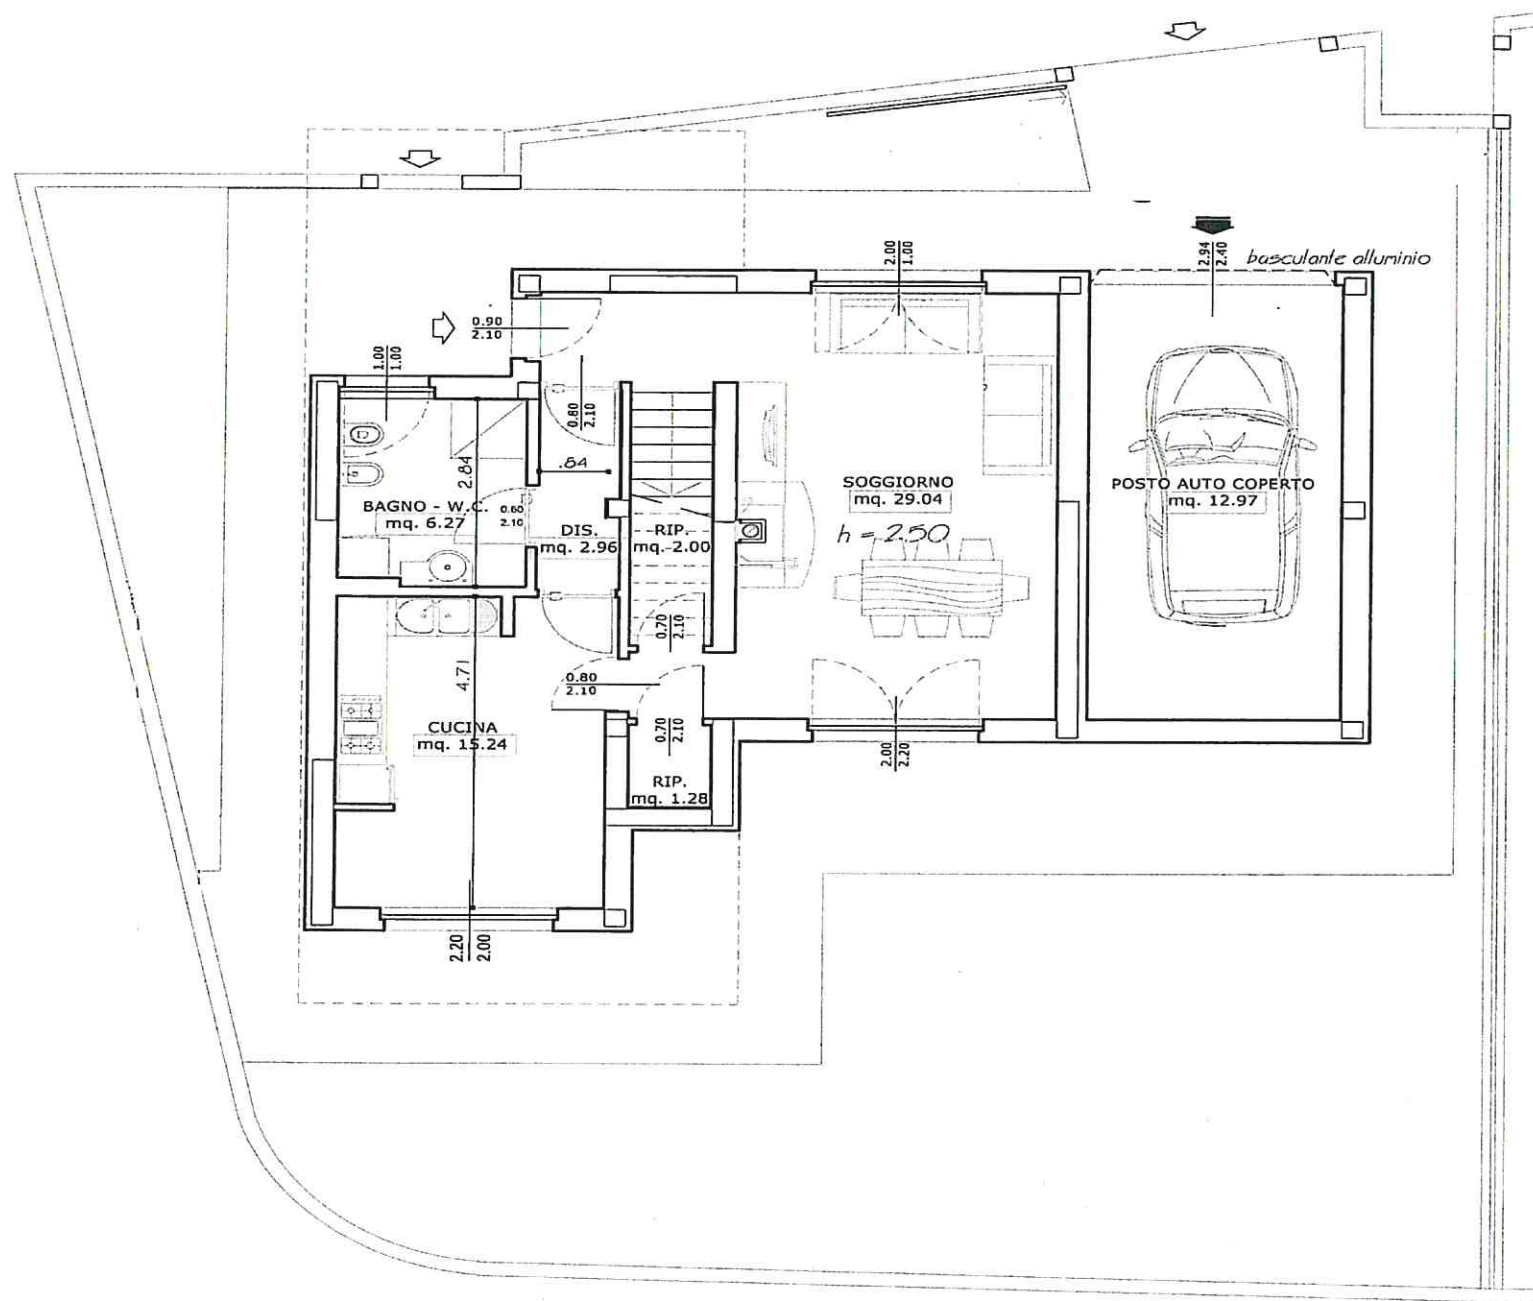 2.00
1.00
2.94
2.40
basculante alluminio
0.90
2.10
1.00
1.00
0.80
2.10
.84
2.84
BAGNO - W.C.
mq. 6.27
0.60
2.10
DIS.
mq. 2.96
RIP.
mq. 2.00
SOGGIORNO
mq. 29.04
h = 2.50
POSTO AUTO COPERTO
mq. 12.97
0.70
2.10
4.71
0.80
2.10
CUCINA
mq. 15.24
0.70
2.10
RIP.
mq. 1.28
2.00
2.20
2.20
2.00